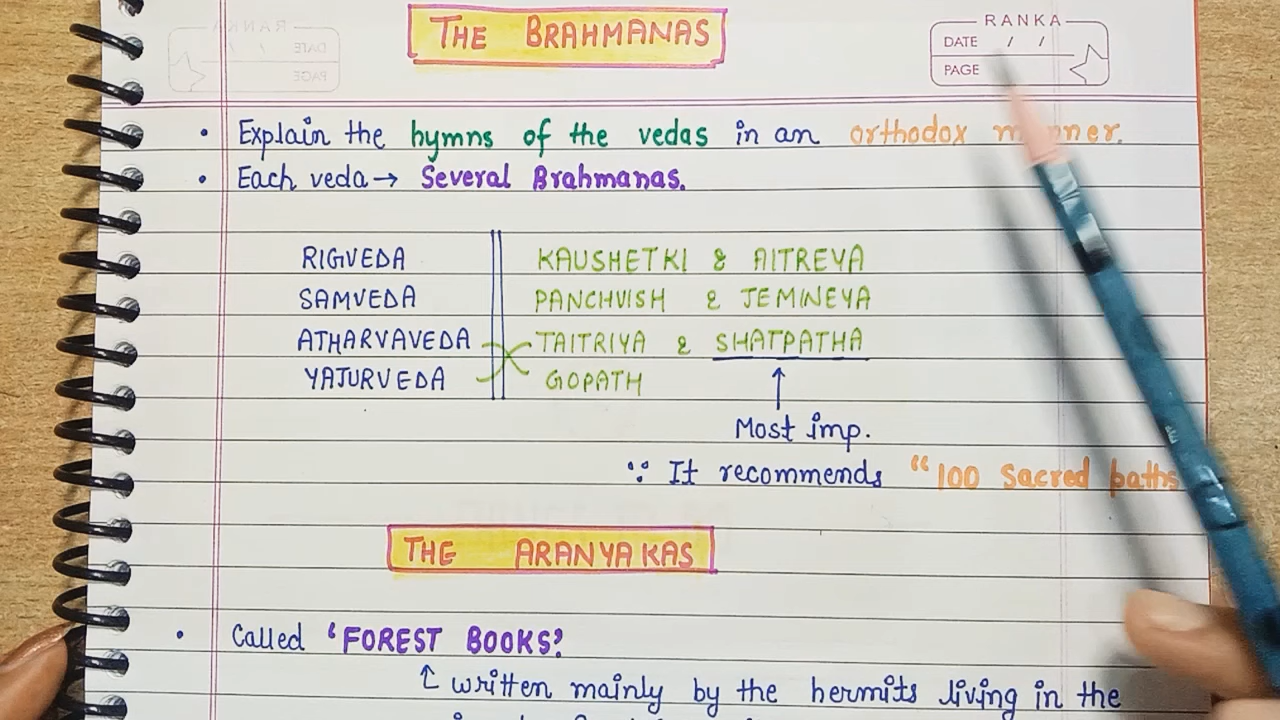 THE BRAHMANAS
RANKA
DATE / /
PAGE
• Explain the hymns of the vedas in an orthodox manner.
• Each veda → Several Brahmanas.
RIGVEDA KAUSHETKI & AITREYA
SAMVEDA PANCHVISH & JEMINEYA
ATHARVAVEDA TAITRIYA & SHATPATHA
YAJURVEDA GOPATH
↑
Most imp.
∵ It recommends "100 Sacred paths
THE ARANYAKAS
• Called 'FOREST BOOKS'.
↑ written mainly by the hermits living in the